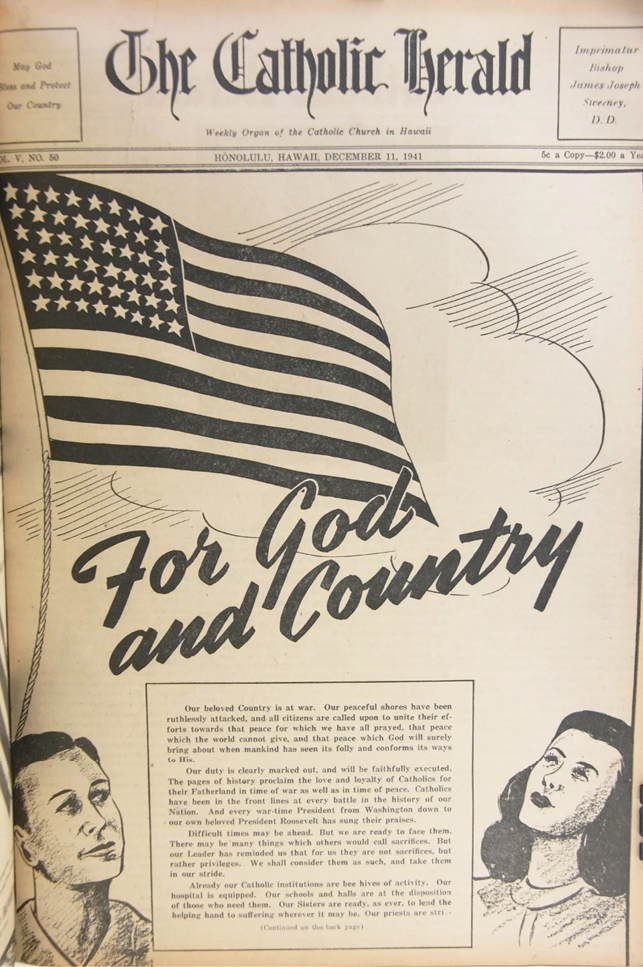 May God
Bless and Protect
Our Country
The Catholic Herald
Weekly Organ of the Catholic Church in Hawaii
Imprimatur
Bishop
James Joseph
Sweeney,
D. D.
OL. V, NO. 50
HONOLULU, HAWAII, DECEMBER 11, 1941
5c a Copy—$2.00 a Yea
For God
and Country
Our beloved Country is at war. Our peaceful shores have been
ruthlessly attacked, and all citizens are called upon to unite their ef-
forts towards that peace for which we have all prayed, that peace
which the world cannot give, and that peace which God will surely
bring about when mankind has seen its folly and conforms its ways
to His.
Our duty is clearly marked out, and will be faithfully executed.
The pages of history proclaim the love and loyalty of Catholics for
their Fatherland in time of war as well as in time of peace. Catholics
have been in the front lines at every battle in the history of our
Nation. And every war-time President from Washington down to
our own beloved President Roosevelt has sung their praises.
Difficult times may be ahead. But we are ready to face them.
There may be many things which others would call sacrifices. But
our Leader has reminded us that for us they are not sacrifices, but
rather privileges. We shall consider them as such, and take them
in our stride.
Already our Catholic institutions are bee hives of activity. Our
hospital is equipped. Our schools and halls are at the disposition
of those who need them. Our Sisters are ready, as ever, to lend the
helping hand to suffering wherever it may be. Our priests are stri--
(Continued on the back page)